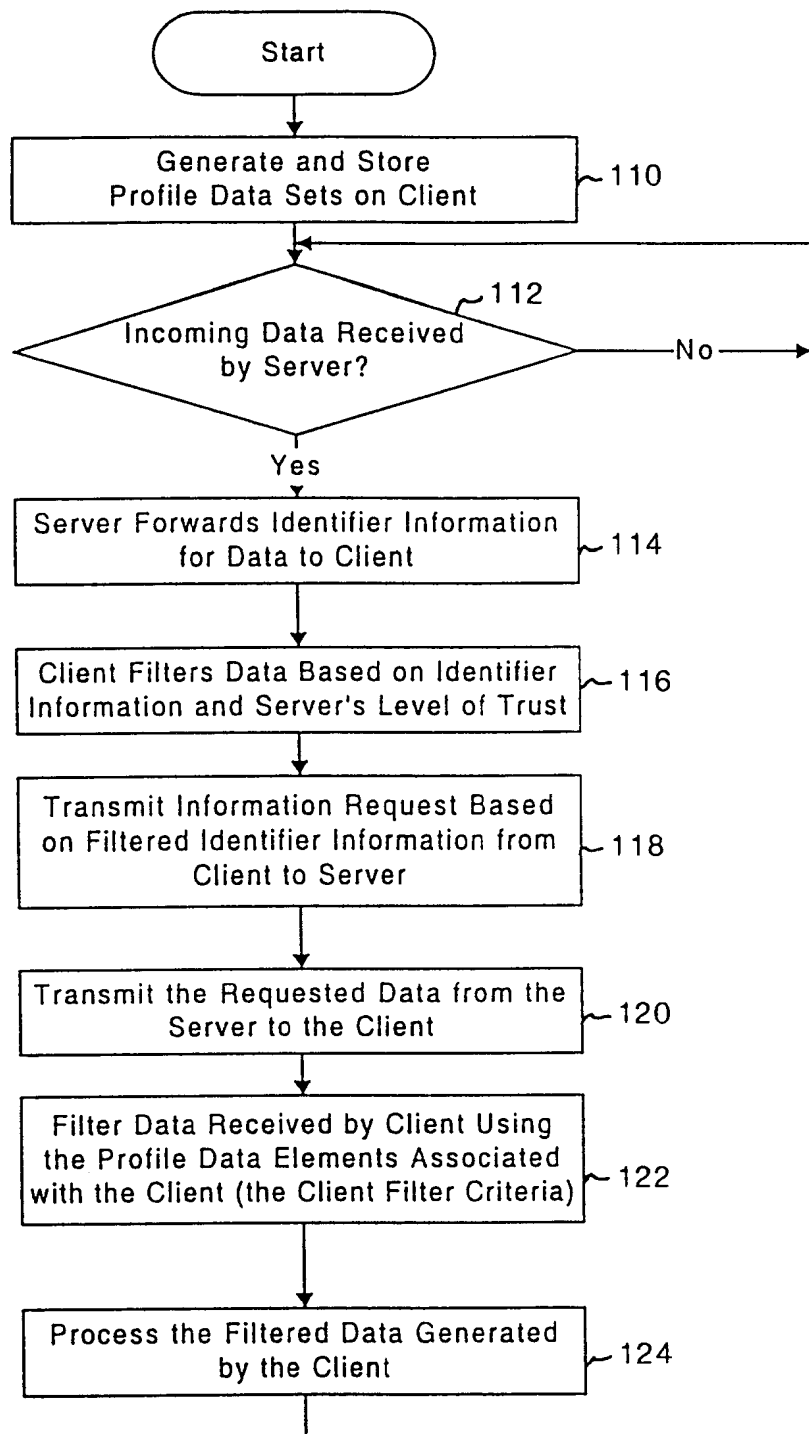 Start
Generate and Store
Profile Data Sets on Client
110
112
Incoming Data Received
by Server?
No
Yes
Server Forwards Identifier Information
for Data to Client
114
Client Filters Data Based on Identifier
Information and Server's Level of Trust
116
Transmit Information Request Based
on Filtered Identifier Information from
Client to Server
118
Transmit the Requested Data from the
Server to the Client
120
Filter Data Received by Client Using
the Profile Data Elements Associated
with the Client (the Client Filter Criteria)
122
Process the Filtered Data Generated
by the Client
124